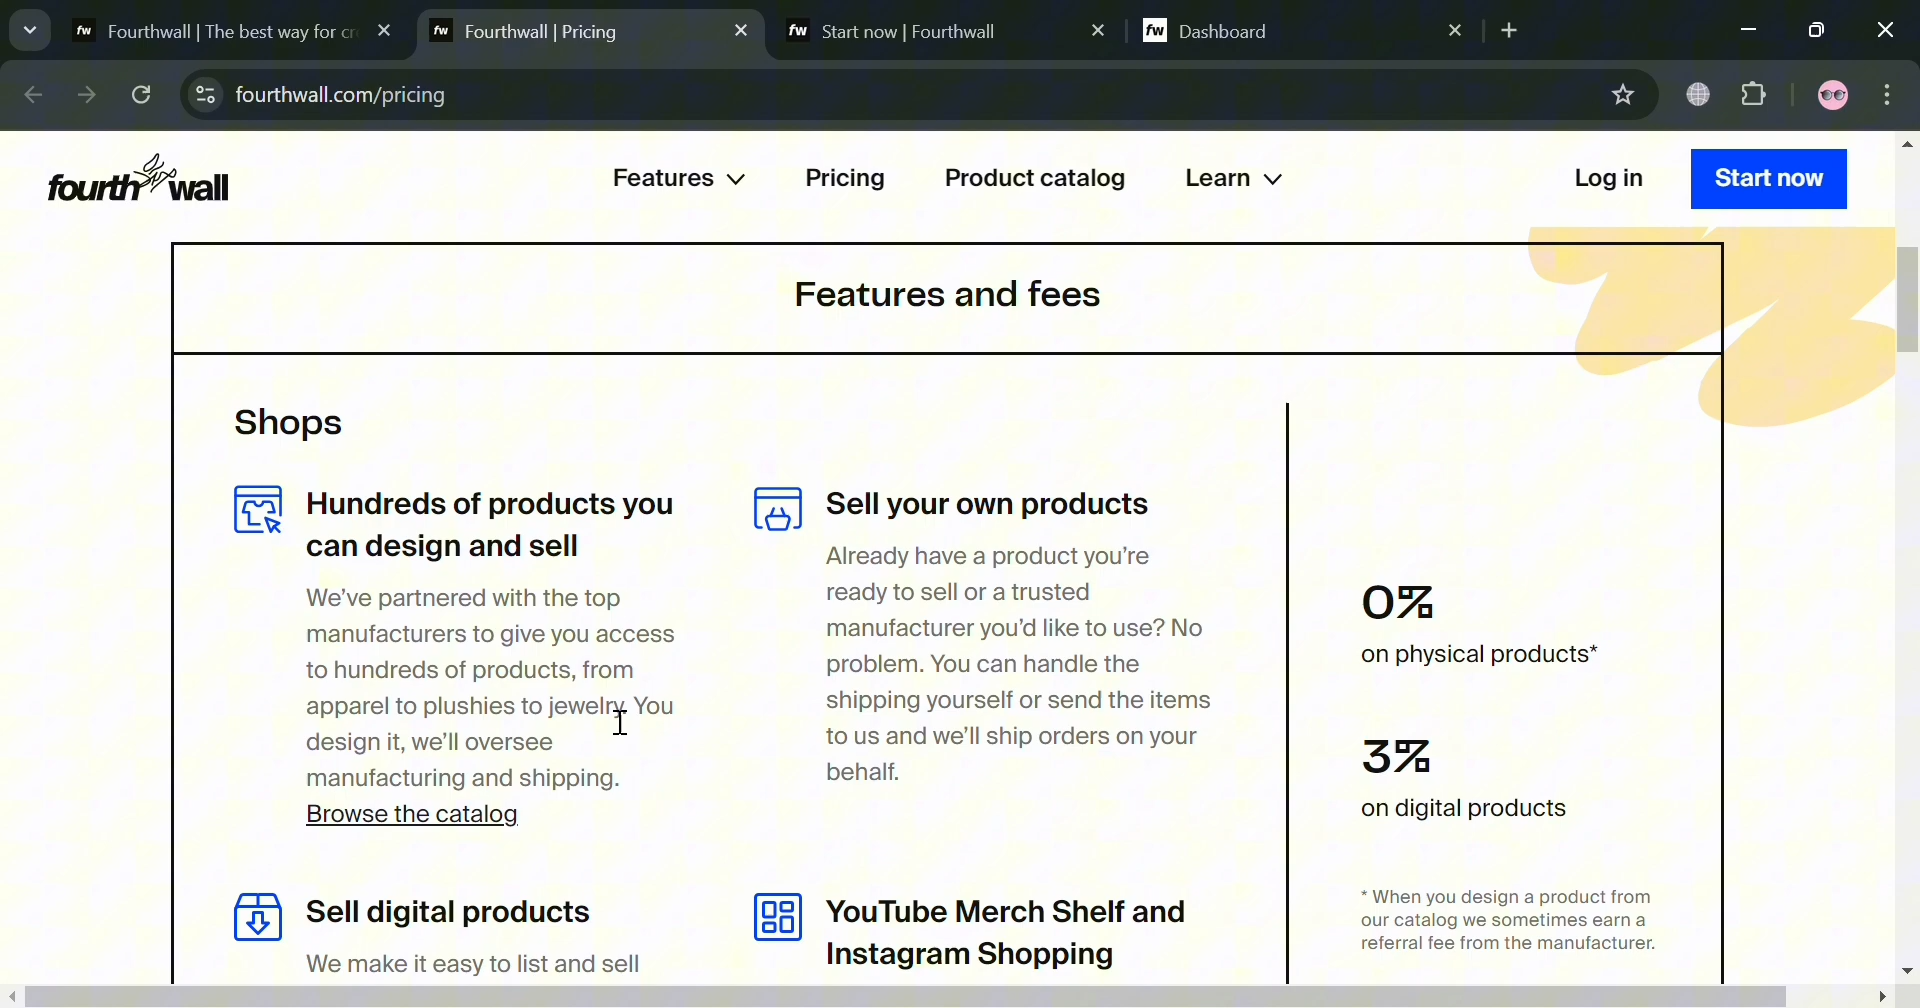 fw Fourthwall | The best way for cr
fw Fourthwall | Pricing
fw Start now | Fourthwall
fw Dashboard
fourthwall.com/pricing
fourthwall
Features
Pricing
Product catalog
Learn
Log in
Start now
Features and fees
Shops
Hundreds of products you
can design and sell
We've partnered with the top
manufacturers to give you access
to hundreds of products, from
apparel to plushies to jewelry. You
design it, we'll oversee
manufacturing and shipping.
Browse the catalog
Sell your own products
Already have a product you're
ready to sell or a trusted
manufacturer you'd like to use? No
problem. You can handle the
shipping yourself or send the items
to us and we'll ship orders on your
behalf.
0%
on physical products*
3%
on digital products
* When you design a product from
our catalog we sometimes earn a
referral fee from the manufacturer.
Sell digital products
We make it easy to list and sell
YouTube Merch Shelf and
Instagram Shopping